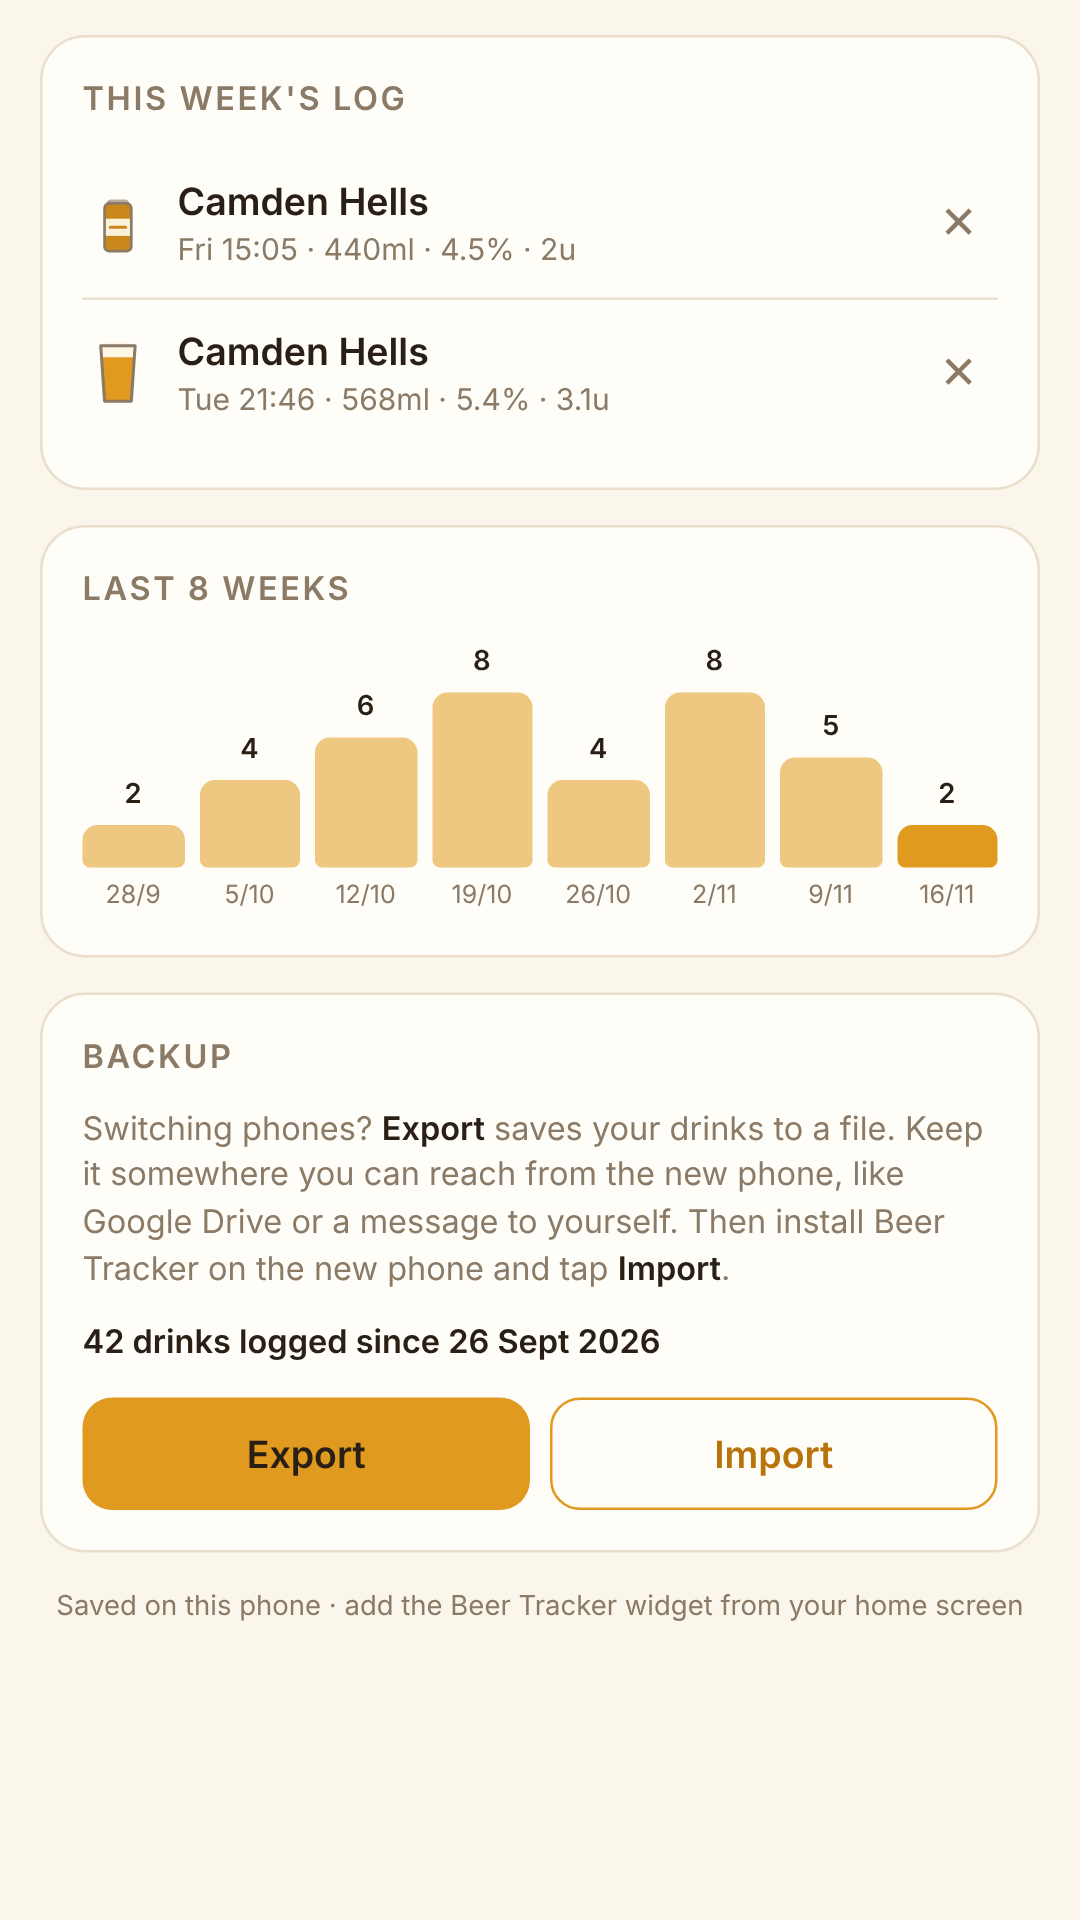 THIS WEEK'S LOG
Camden Hells
Fri 15:05 · 440ml · 4.5% · 2u
Camden Hells
Tue 21:46 · 568ml · 5.4% · 3.1u
LAST 8 WEEKS
2 4 6 8 4 8 5 2
28/9 5/10 12/10 19/10 26/10 2/11 9/11 16/11
BACKUP
Switching phones? Export saves your drinks to a file. Keep
it somewhere you can reach from the new phone, like
Google Drive or a message to yourself. Then install Beer
Tracker on the new phone and tap Import.
42 drinks logged since 26 Sept 2026
Export Import
Saved on this phone · add the Beer Tracker widget from your home screen